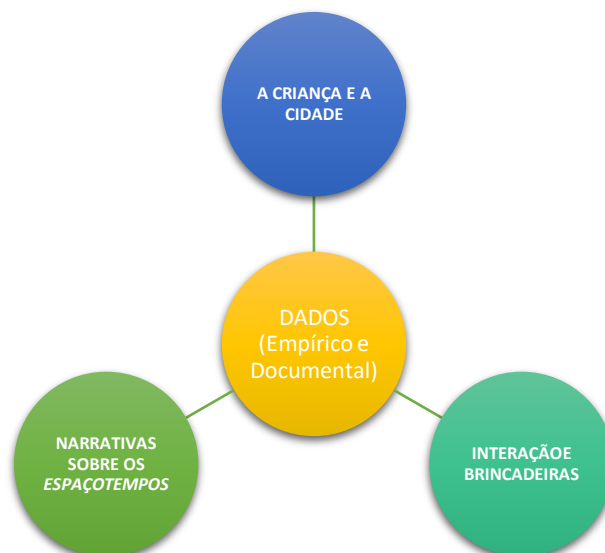 A CRIANÇA E A
CIDADE
DADOS
(Empírico e
Documental)
NARRATIVAS
SOBRE OS
ESPAÇOTEMPOS
INTERAÇÃOE
BRINCADEIRAS